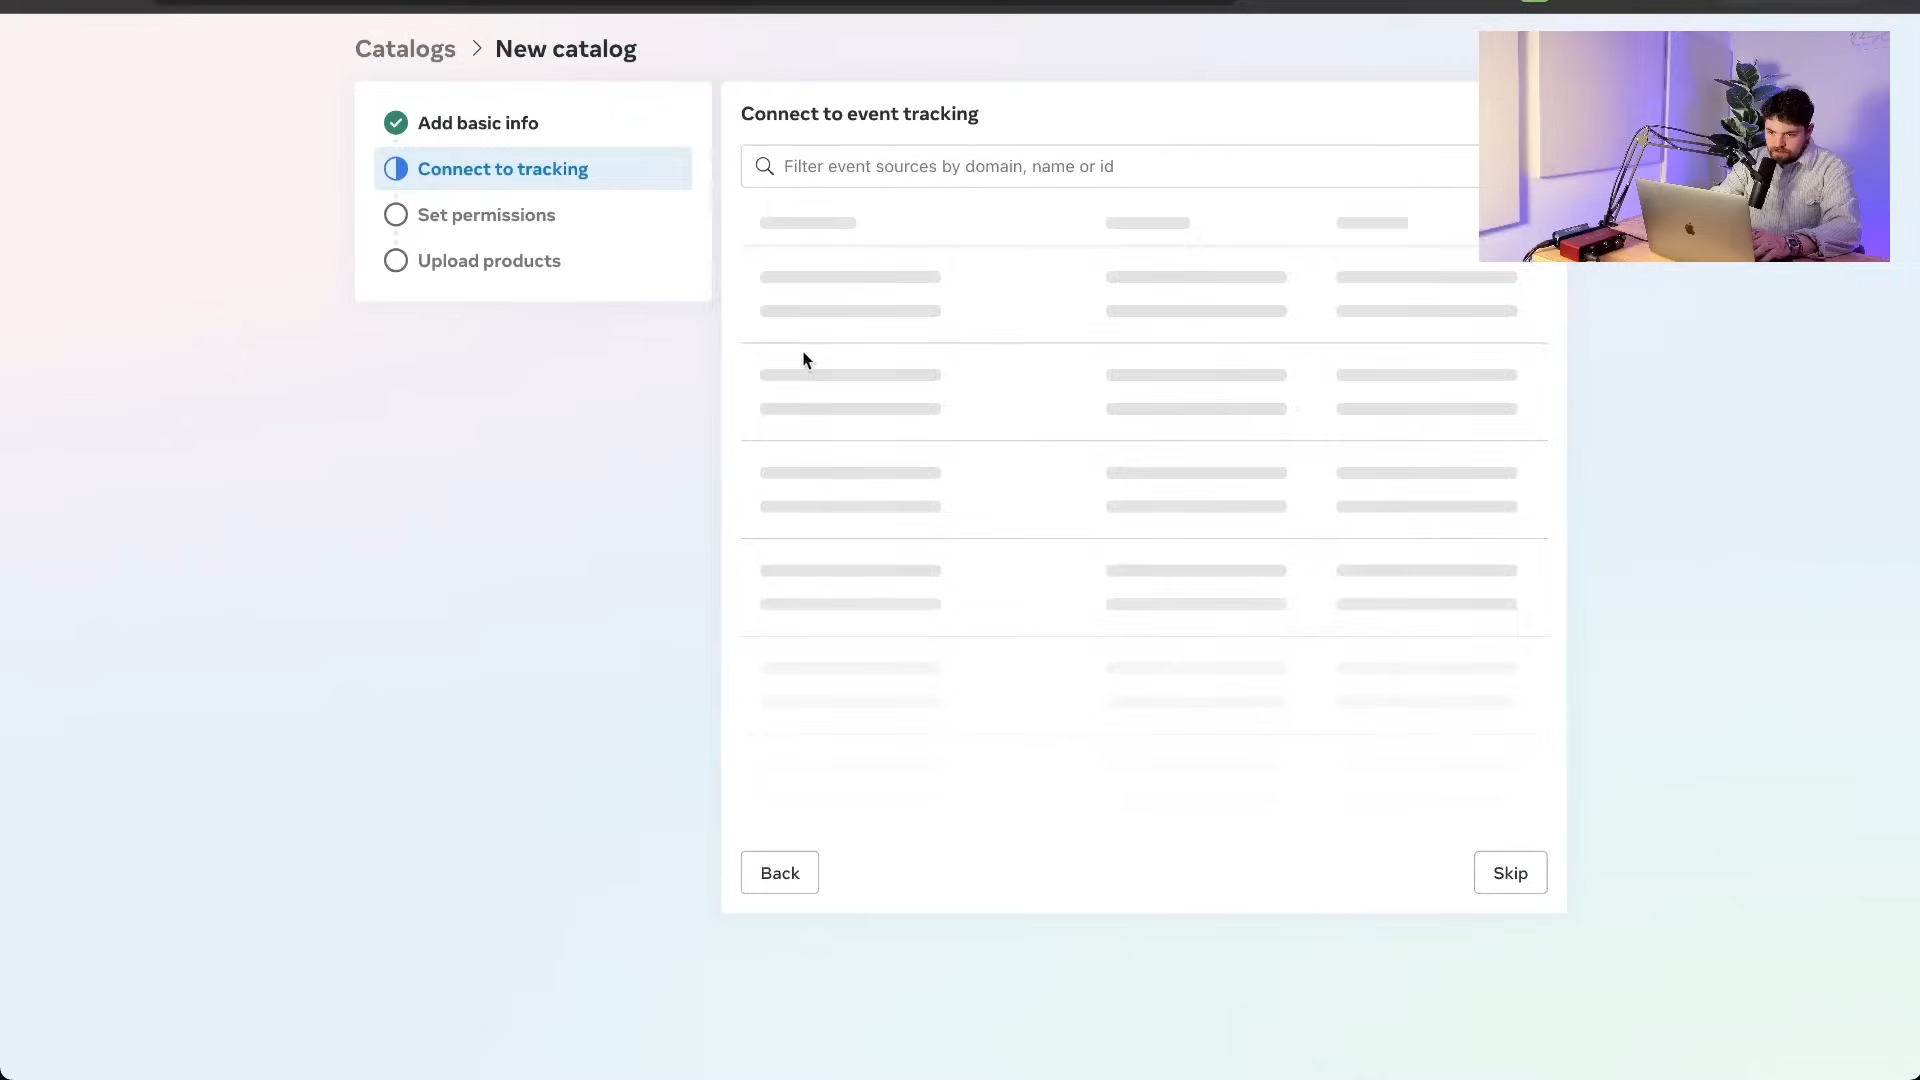 Catalogs > New catalog
Add basic info
Connect to tracking
Set permissions
Upload products
Connect to event tracking
Filter event sources by domain, name or id
Back
Skip